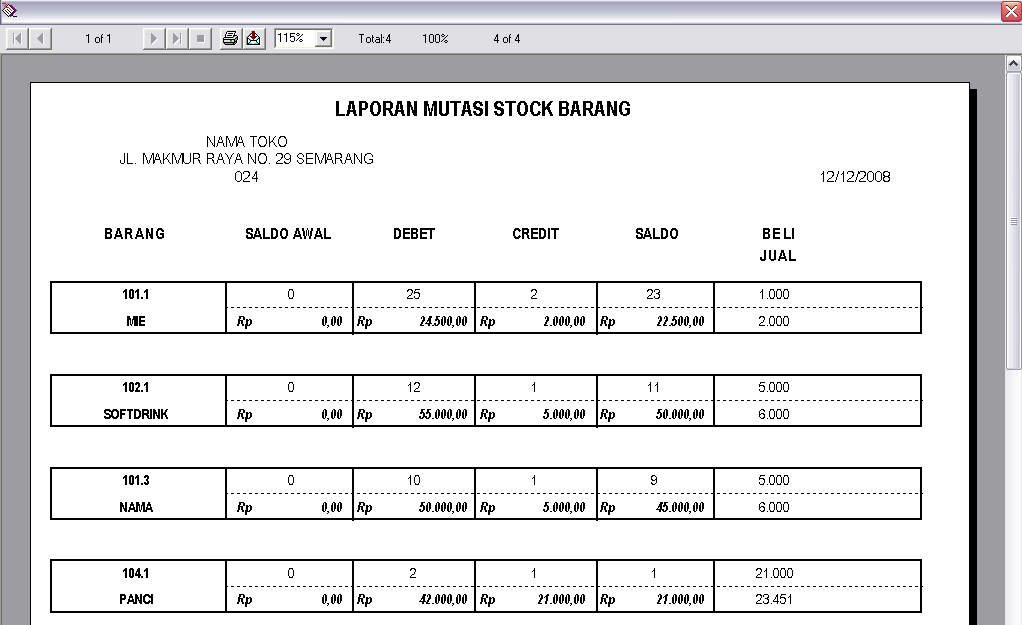 1 of 1 115% Total:4 100% 4 of 4
LAPORAN MUTASI STOCK BARANG
NAMA TOKO
JL. MAKMUR RAYA NO. 29 SEMARANG
024 12/12/2008
BARANG SALDO AWAL DEBET CREDIT SALDO BELI
JUAL
101.1 0 25 2 23 1.000
MIE Rp 0,00 Rp 24.500,00 Rp 2.000,00 Rp 22.500,00 2.000
102.1 0 12 1 11 5.000
SOFTDRINK Rp 0,00 Rp 55.000,00 Rp 5.000,00 Rp 50.000,00 6.000
101.3 0 10 1 9 5.000
NAMA Rp 0,00 Rp 50.000,00 Rp 5.000,00 Rp 45.000,00 6.000
104.1 0 2 1 1 21.000
PANCI Rp 0,00 Rp 42.000,00 Rp 21.000,00 Rp 21.000,00 23.451